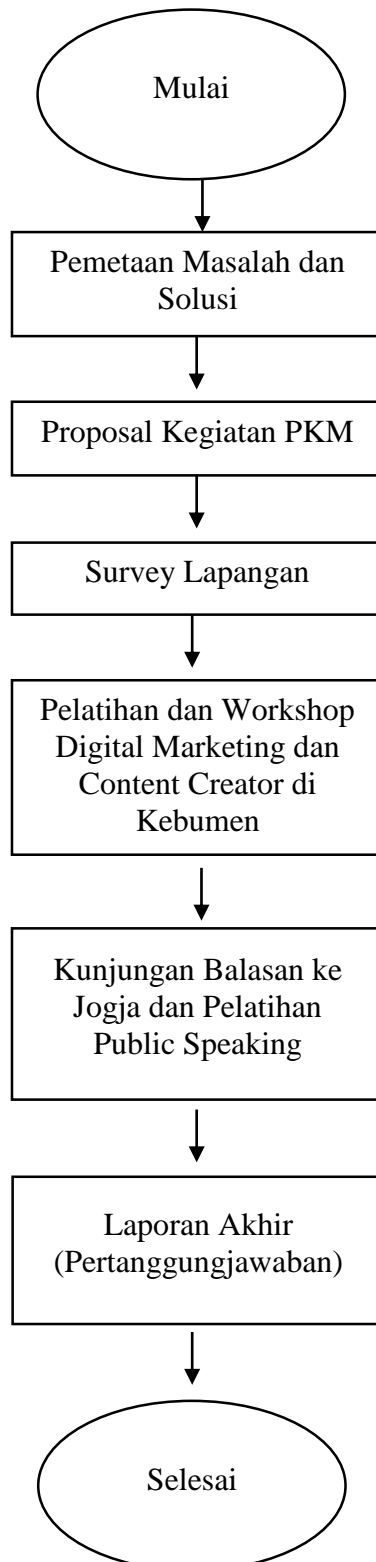 Mulai
Pemetaan Masalah dan
Solusi
Proposal Kegiatan PKM
Survey Lapangan
Pelatihan dan Workshop
Digital Marketing dan
Content Creator di
Kebumen
Kunjungan Balasan ke
Jogja dan Pelatihan
Public Speaking
Laporan Akhir
(Pertanggungjawaban)
Selesai